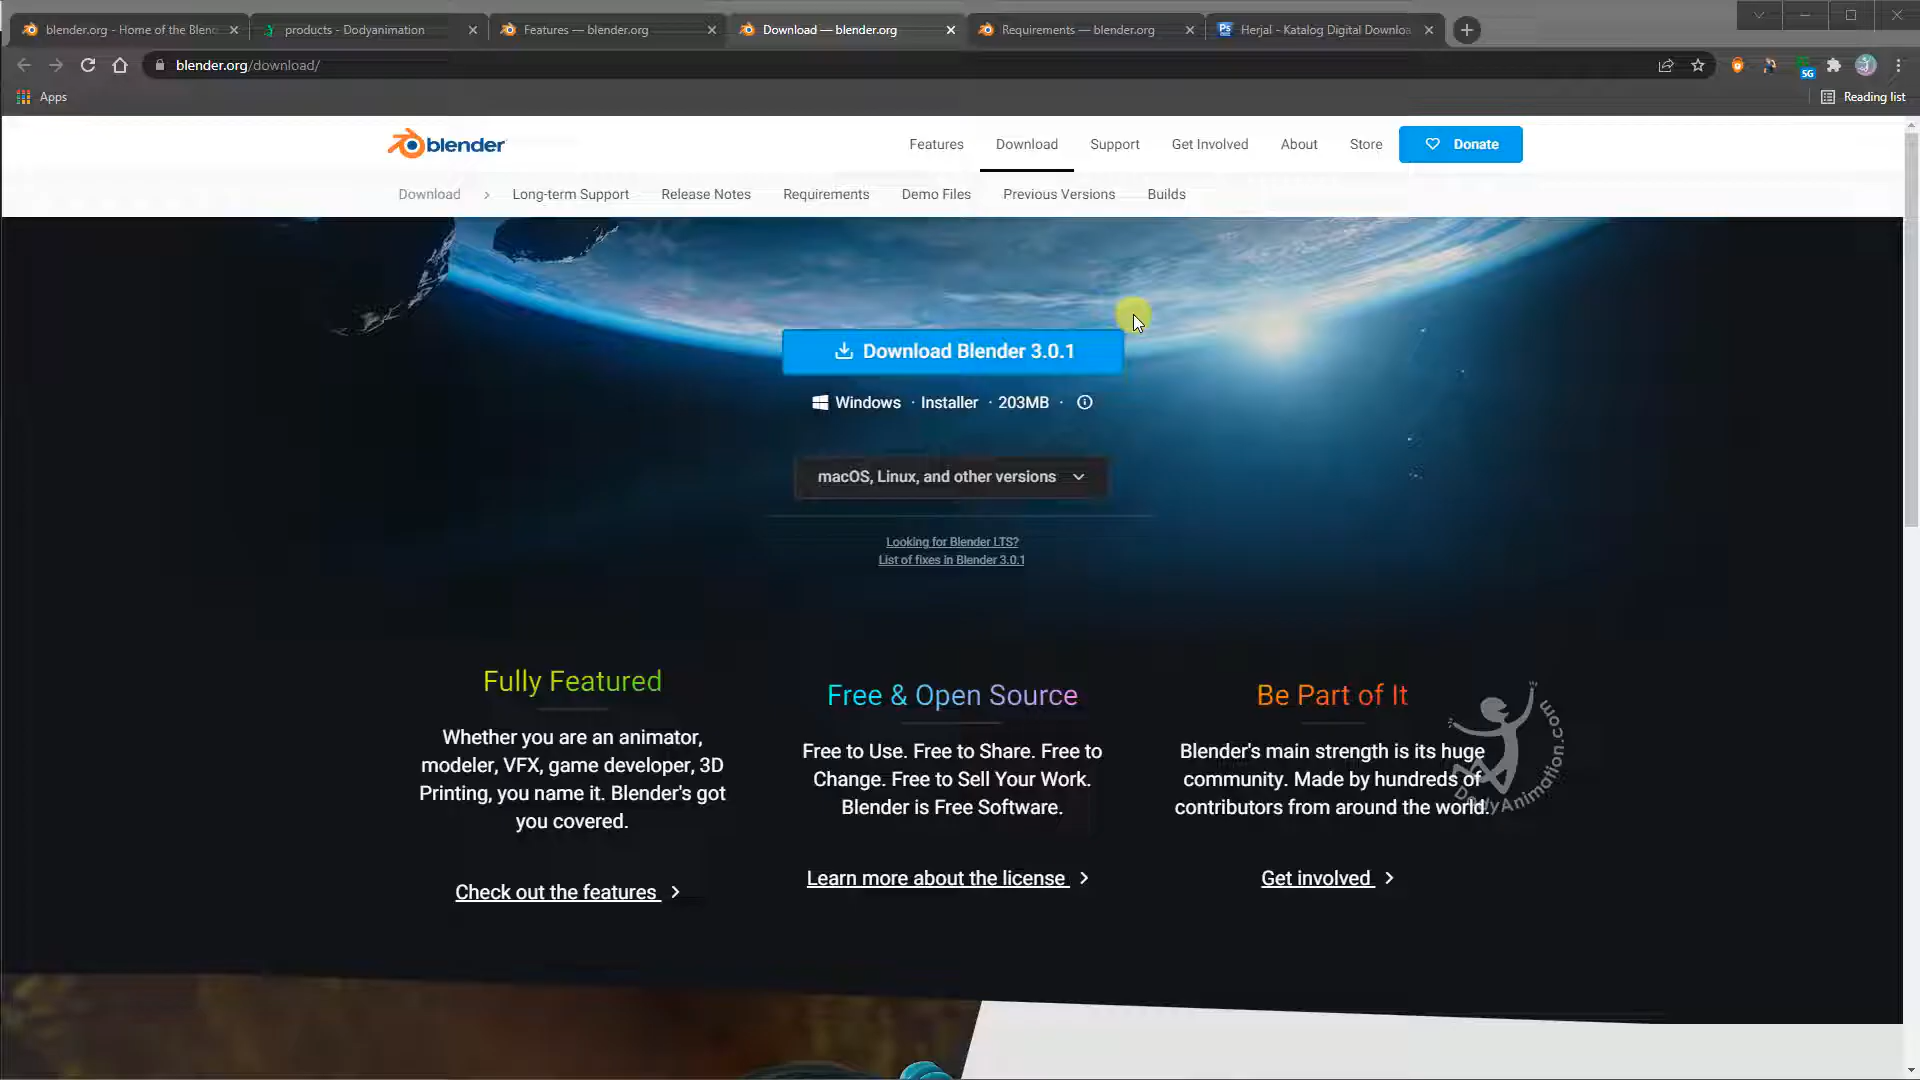 blender.org - Home of the Blen
products - Dodyanimation
Features — blender.org
Download — blender.org
Requirements — blender.org
Herjal - Katalog Digital Downlo
blender.org/download/
SG
Apps
Reading list
blender
Features
Download
Support
Get Involved
About
Store
Donate
Download
Long-term Support
Release Notes
Requirements
Demo Files
Previous Versions
Builds
Download Blender 3.0.1
Windows · Installer · 203MB ·
macOS, Linux, and other versions
Looking for Blender LTS?
List of fixes in Blender 3.0.1
Fully Featured
Whether you are an animator,
modeler, VFX, game developer, 3D
Printing, you name it. Blender's got
you covered.
Check out the features
Free & Open Source
Free to Use. Free to Share. Free to
Change. Free to Sell Your Work.
Blender is Free Software.
Learn more about the license
Be Part of It
Blender's main strength is its huge
community. Made by hundreds of
contributors from around the world.
Get involved
DodyAnimation.com